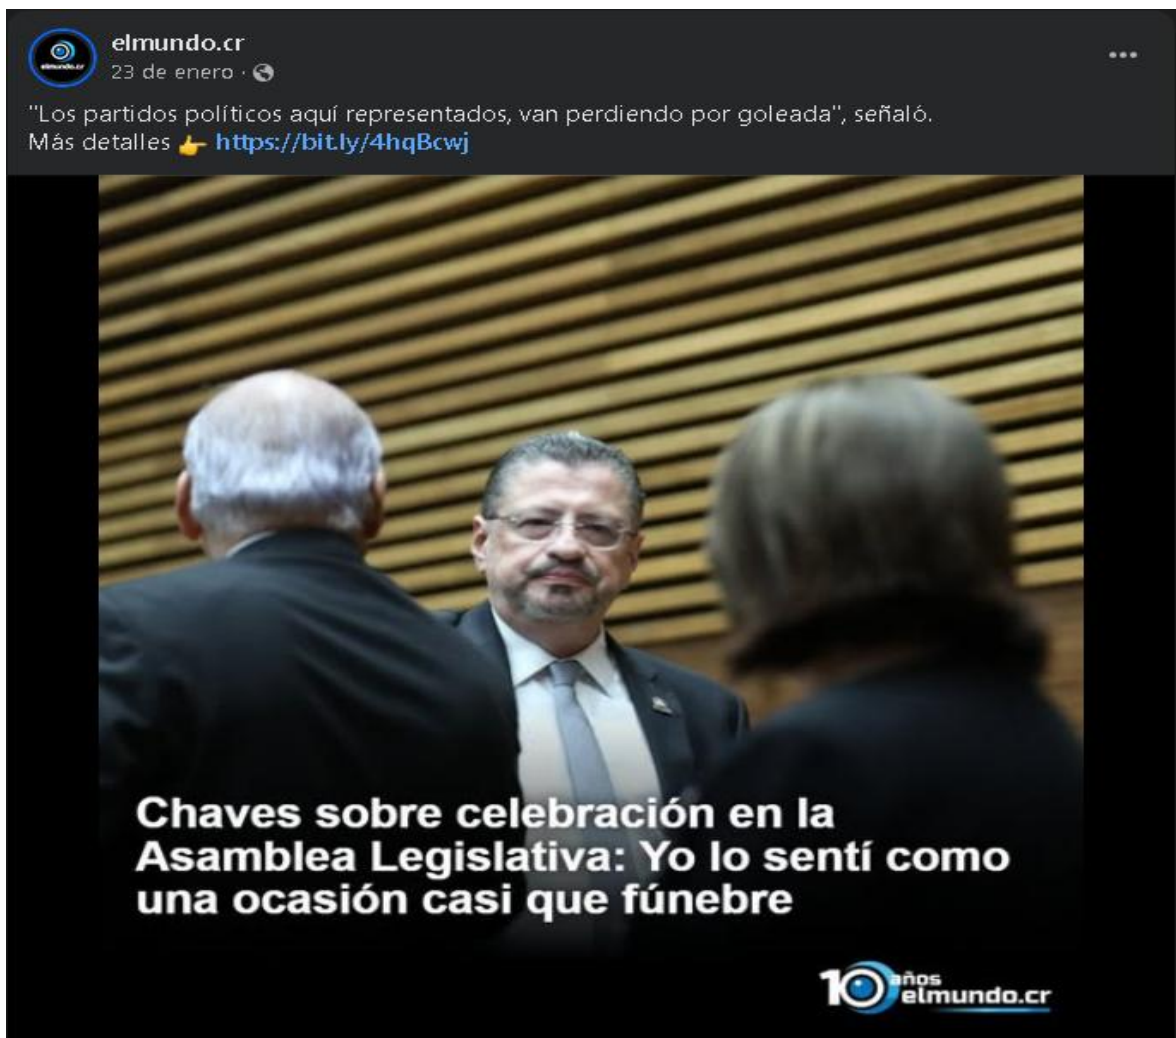 elmundo.cr
elmundo.cr
23 de enero ·
"Los partidos políticos aquí representados, van perdiendo por goleada", señaló.
Más detalles 👉 https://bit.ly/4hqBcwj
Chaves sobre celebración en la
Asamblea Legislativa: Yo lo sentí como
una ocasión casi que fúnebre
10 años
elmundo.cr